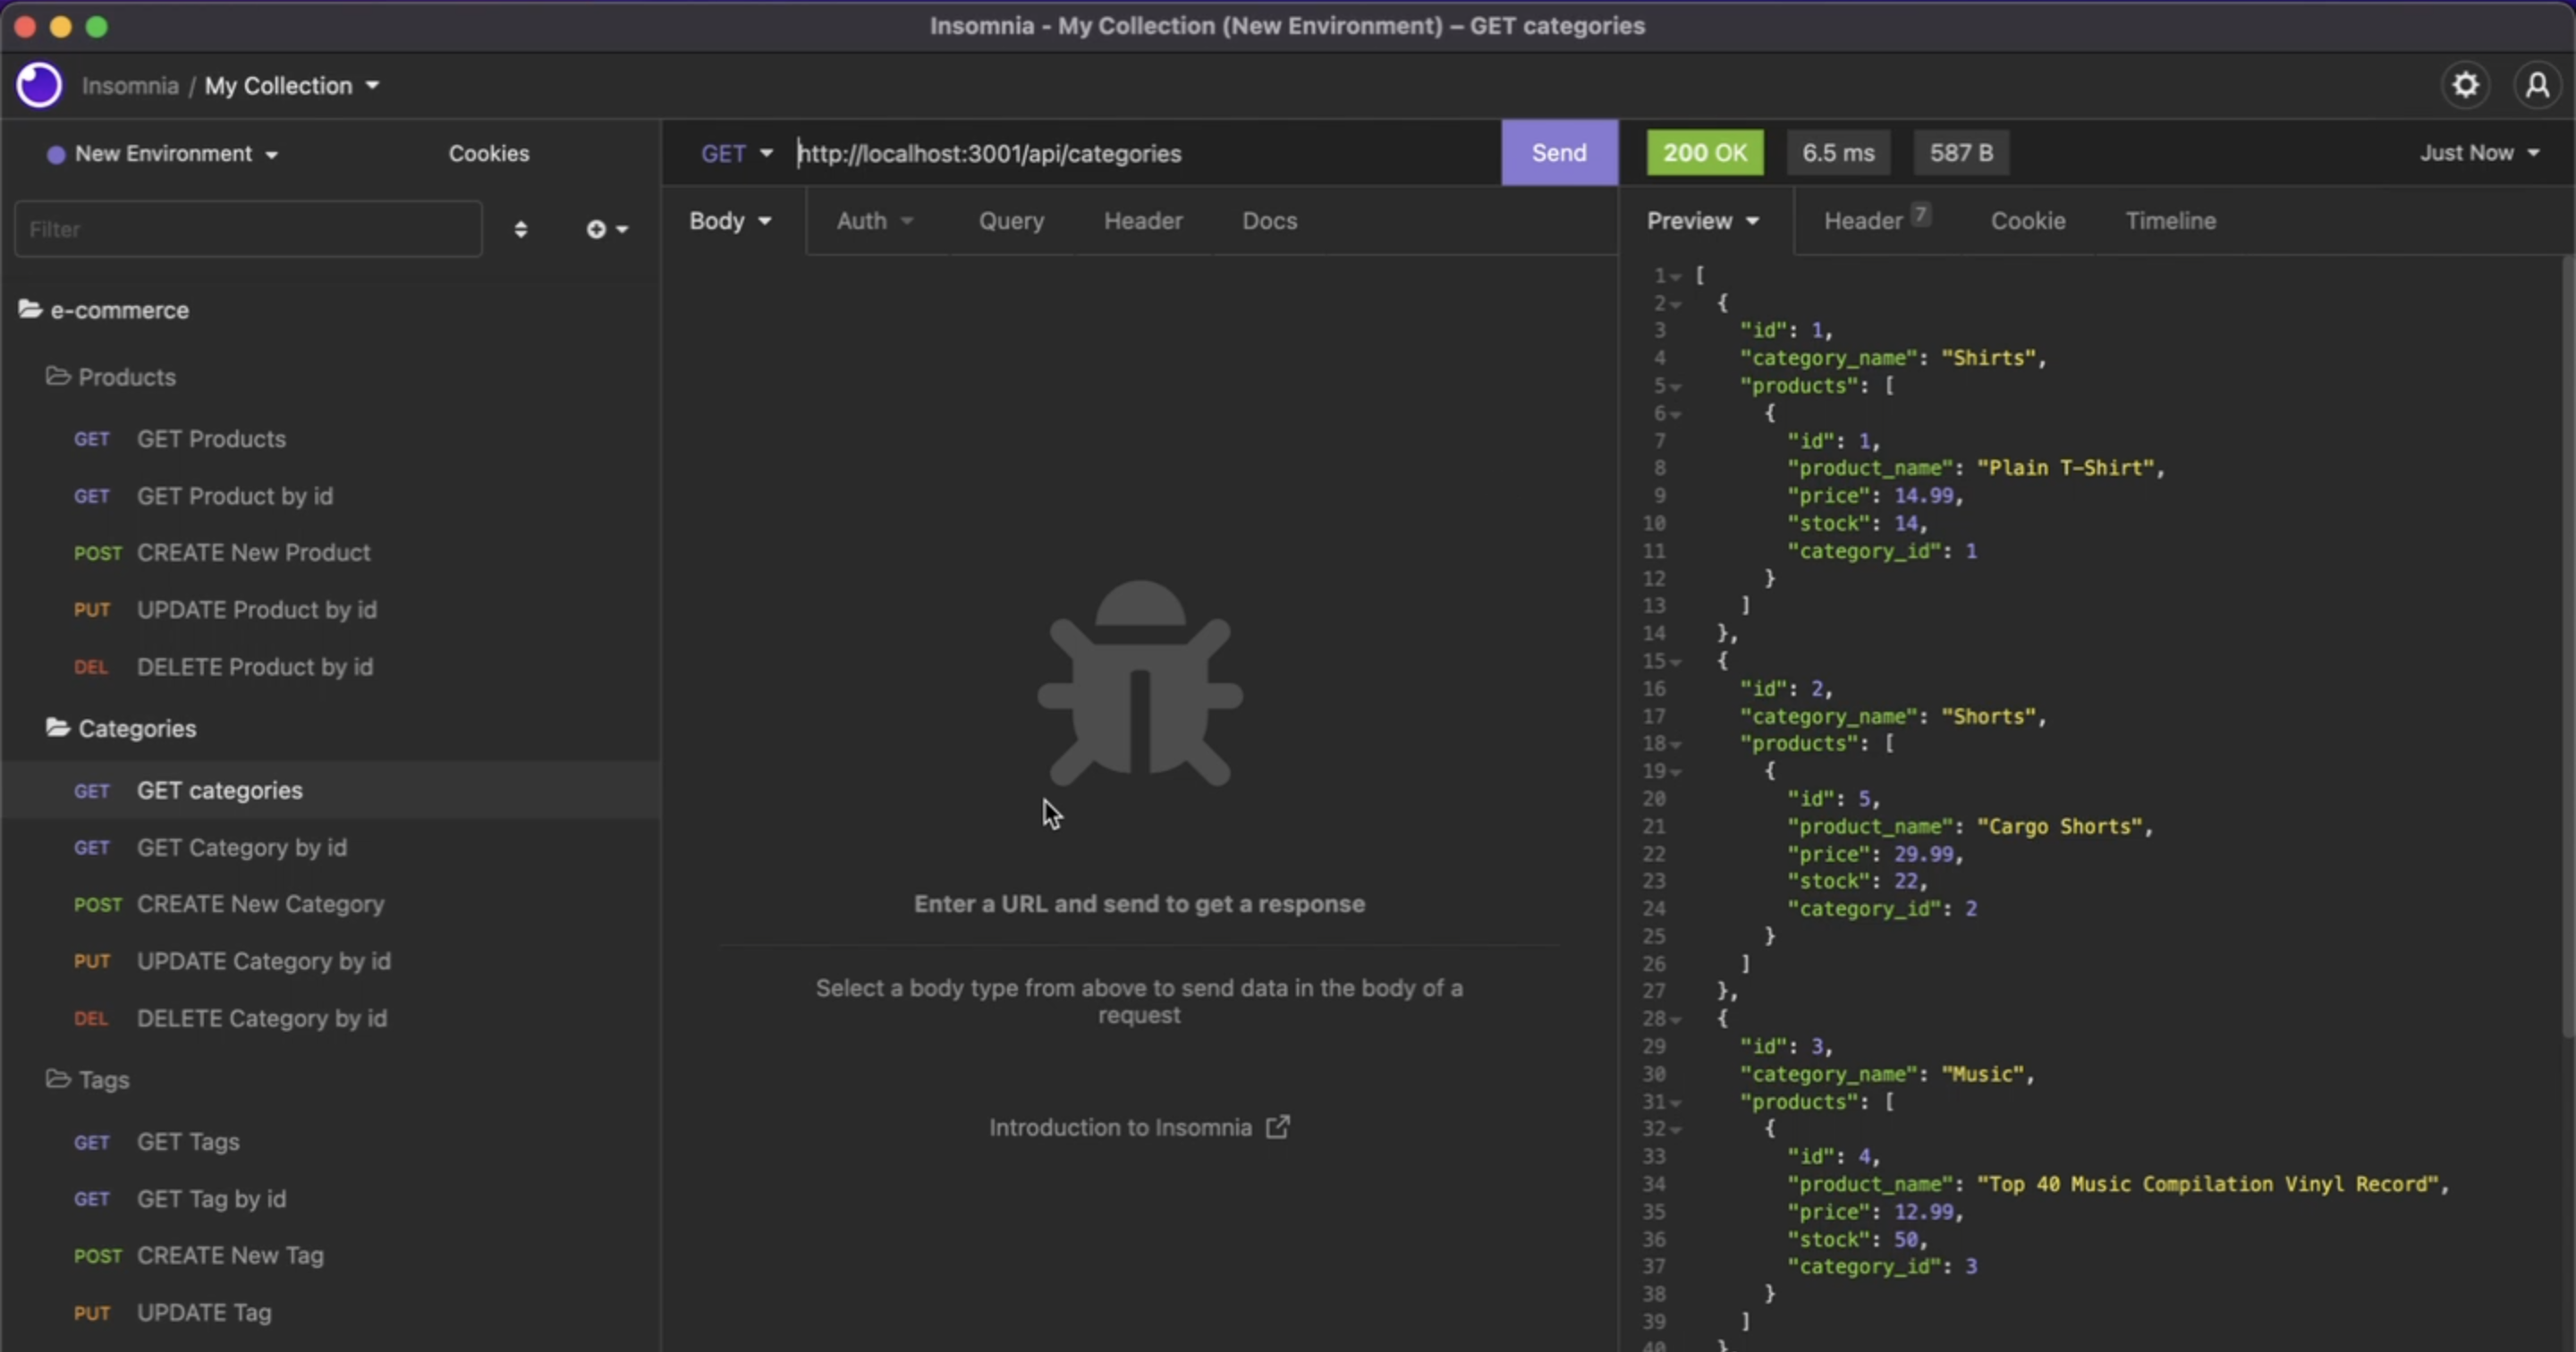 Insomnia - My Collection (New Environment) – GET categories
Insomnia / My Collection
New Environment
Cookies
Filter
e-commerce
Products
GET GET Products
GET GET Product by id
POST CREATE New Product
PUT UPDATE Product by id
DEL DELETE Product by id
Categories
GET GET categories
GET GET Category by id
POST CREATE New Category
PUT UPDATE Category by id
DEL DELETE Category by id
Tags
GET GET Tags
GET GET Tag by id
POST CREATE New Tag
PUT UPDATE Tag
GET http://localhost:3001/api/categories Send
Body Auth Query Header Docs
Enter a URL and send to get a response
Select a body type from above to send data in the body of a
request
Introduction to Insomnia
200 OK 6.5 ms 587 B Just Now
Preview Header 7 Cookie Timeline
1 [
2 {
3 "id": 1,
4 "category_name": "Shirts",
5 "products": [
6 {
7 "id": 1,
8 "product_name": "Plain T-Shirt",
9 "price": 14.99,
10 "stock": 14,
11 "category_id": 1
12 }
13 ]
14 },
15 {
16 "id": 2,
17 "category_name": "Shorts",
18 "products": [
19 {
20 "id": 5,
21 "product_name": "Cargo Shorts",
22 "price": 29.99,
23 "stock": 22,
24 "category_id": 2
25 }
26 ]
27 },
28 {
29 "id": 3,
30 "category_name": "Music",
31 "products": [
32 {
33 "id": 4,
34 "product_name": "Top 40 Music Compilation Vinyl Record",
35 "price": 12.99,
36 "stock": 50,
37 "category_id": 3
38 }
39 ]
40 }